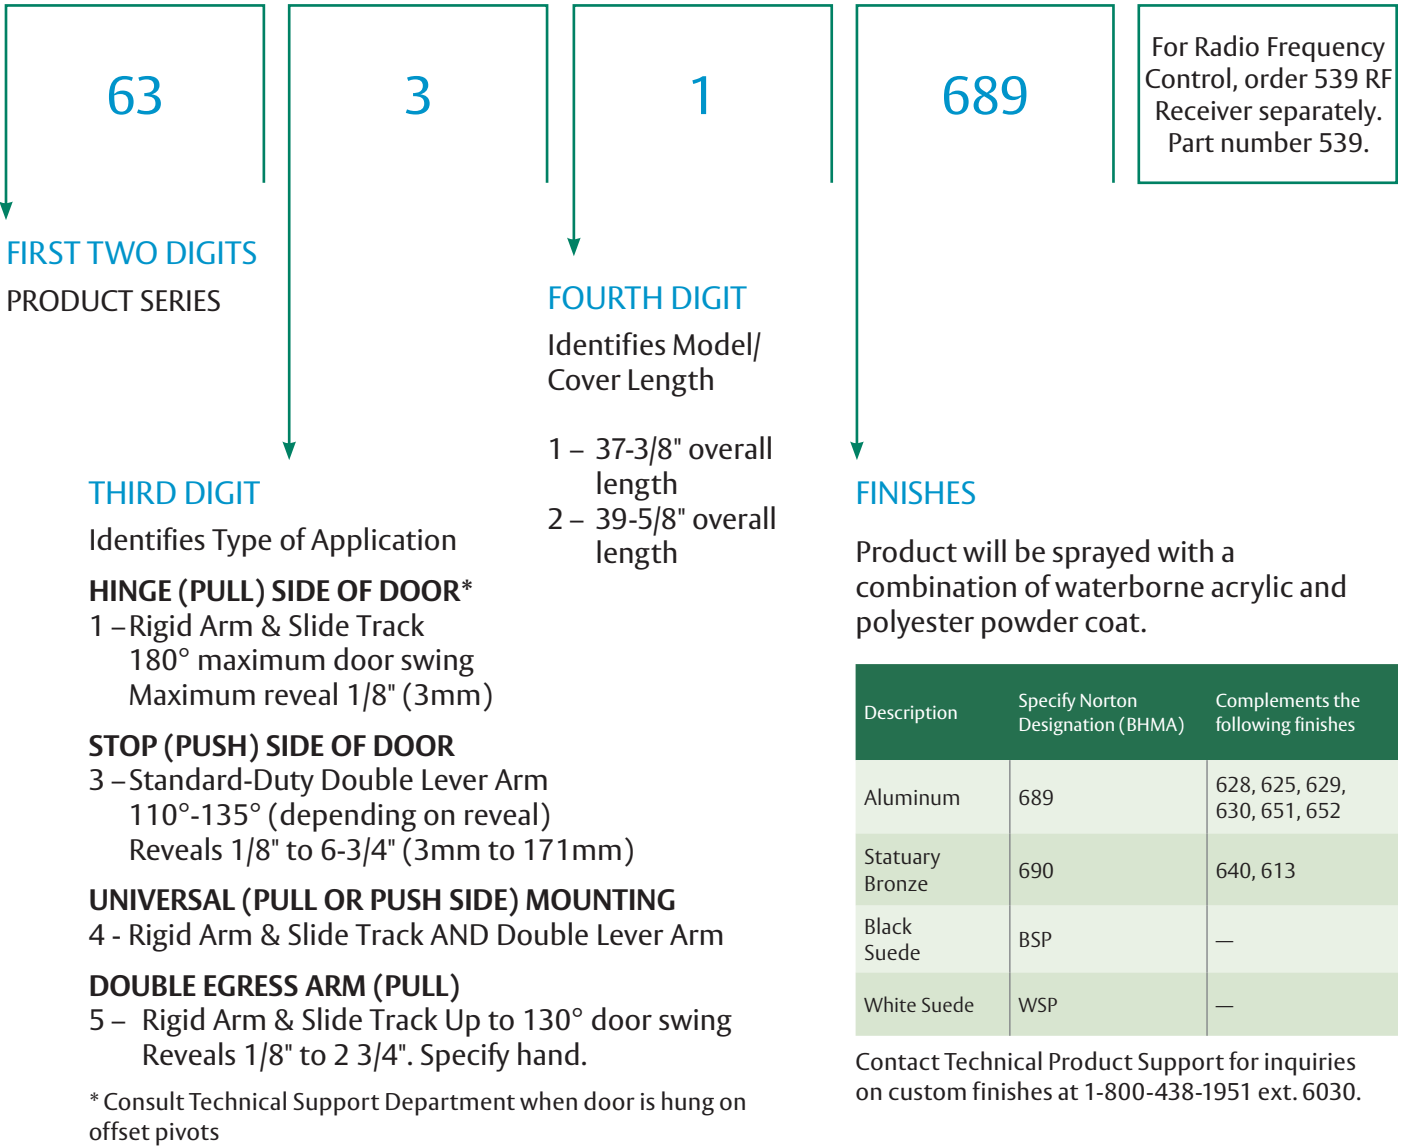 63
3
1
689
For Radio Frequency
Control, order 539 RF
Receiver separately.
Part number 539.
FIRST TWO DIGITS
PRODUCT SERIES
THIRD DIGIT
Identifies Type of Application
HINGE (PULL) SIDE OF DOOR*
1 – Rigid Arm & Slide Track
180° maximum door swing
Maximum reveal 1/8" (3mm)
STOP (PUSH) SIDE OF DOOR
3 – Standard-Duty Double Lever Arm
110°-135° (depending on reveal)
Reveals 1/8" to 6-3/4" (3mm to 171mm)
UNIVERSAL (PULL OR PUSH SIDE) MOUNTING
4 - Rigid Arm & Slide Track AND Double Lever Arm
DOUBLE EGRESS ARM (PULL)
5 – Rigid Arm & Slide Track Up to 130° door swing
Reveals 1/8" to 2 3/4". Specify hand.
* Consult Technical Support Department when door is hung on
offset pivots
FOURTH DIGIT
Identifies Model/
Cover Length
1 – 37-3/8" overall
length
2 – 39-5/8" overall
length
FINISHES
Product will be sprayed with a
combination of waterborne acrylic and
polyester powder coat.
Description
Specify Norton
Designation (BHMA)
Complements the
following finishes
Aluminum
689
628, 625, 629,
630, 651, 652
Statuary
Bronze
690
640, 613
Black
Suede
BSP
—
White Suede
WSP
—
Contact Technical Product Support for inquiries
on custom finishes at 1-800-438-1951 ext. 6030.